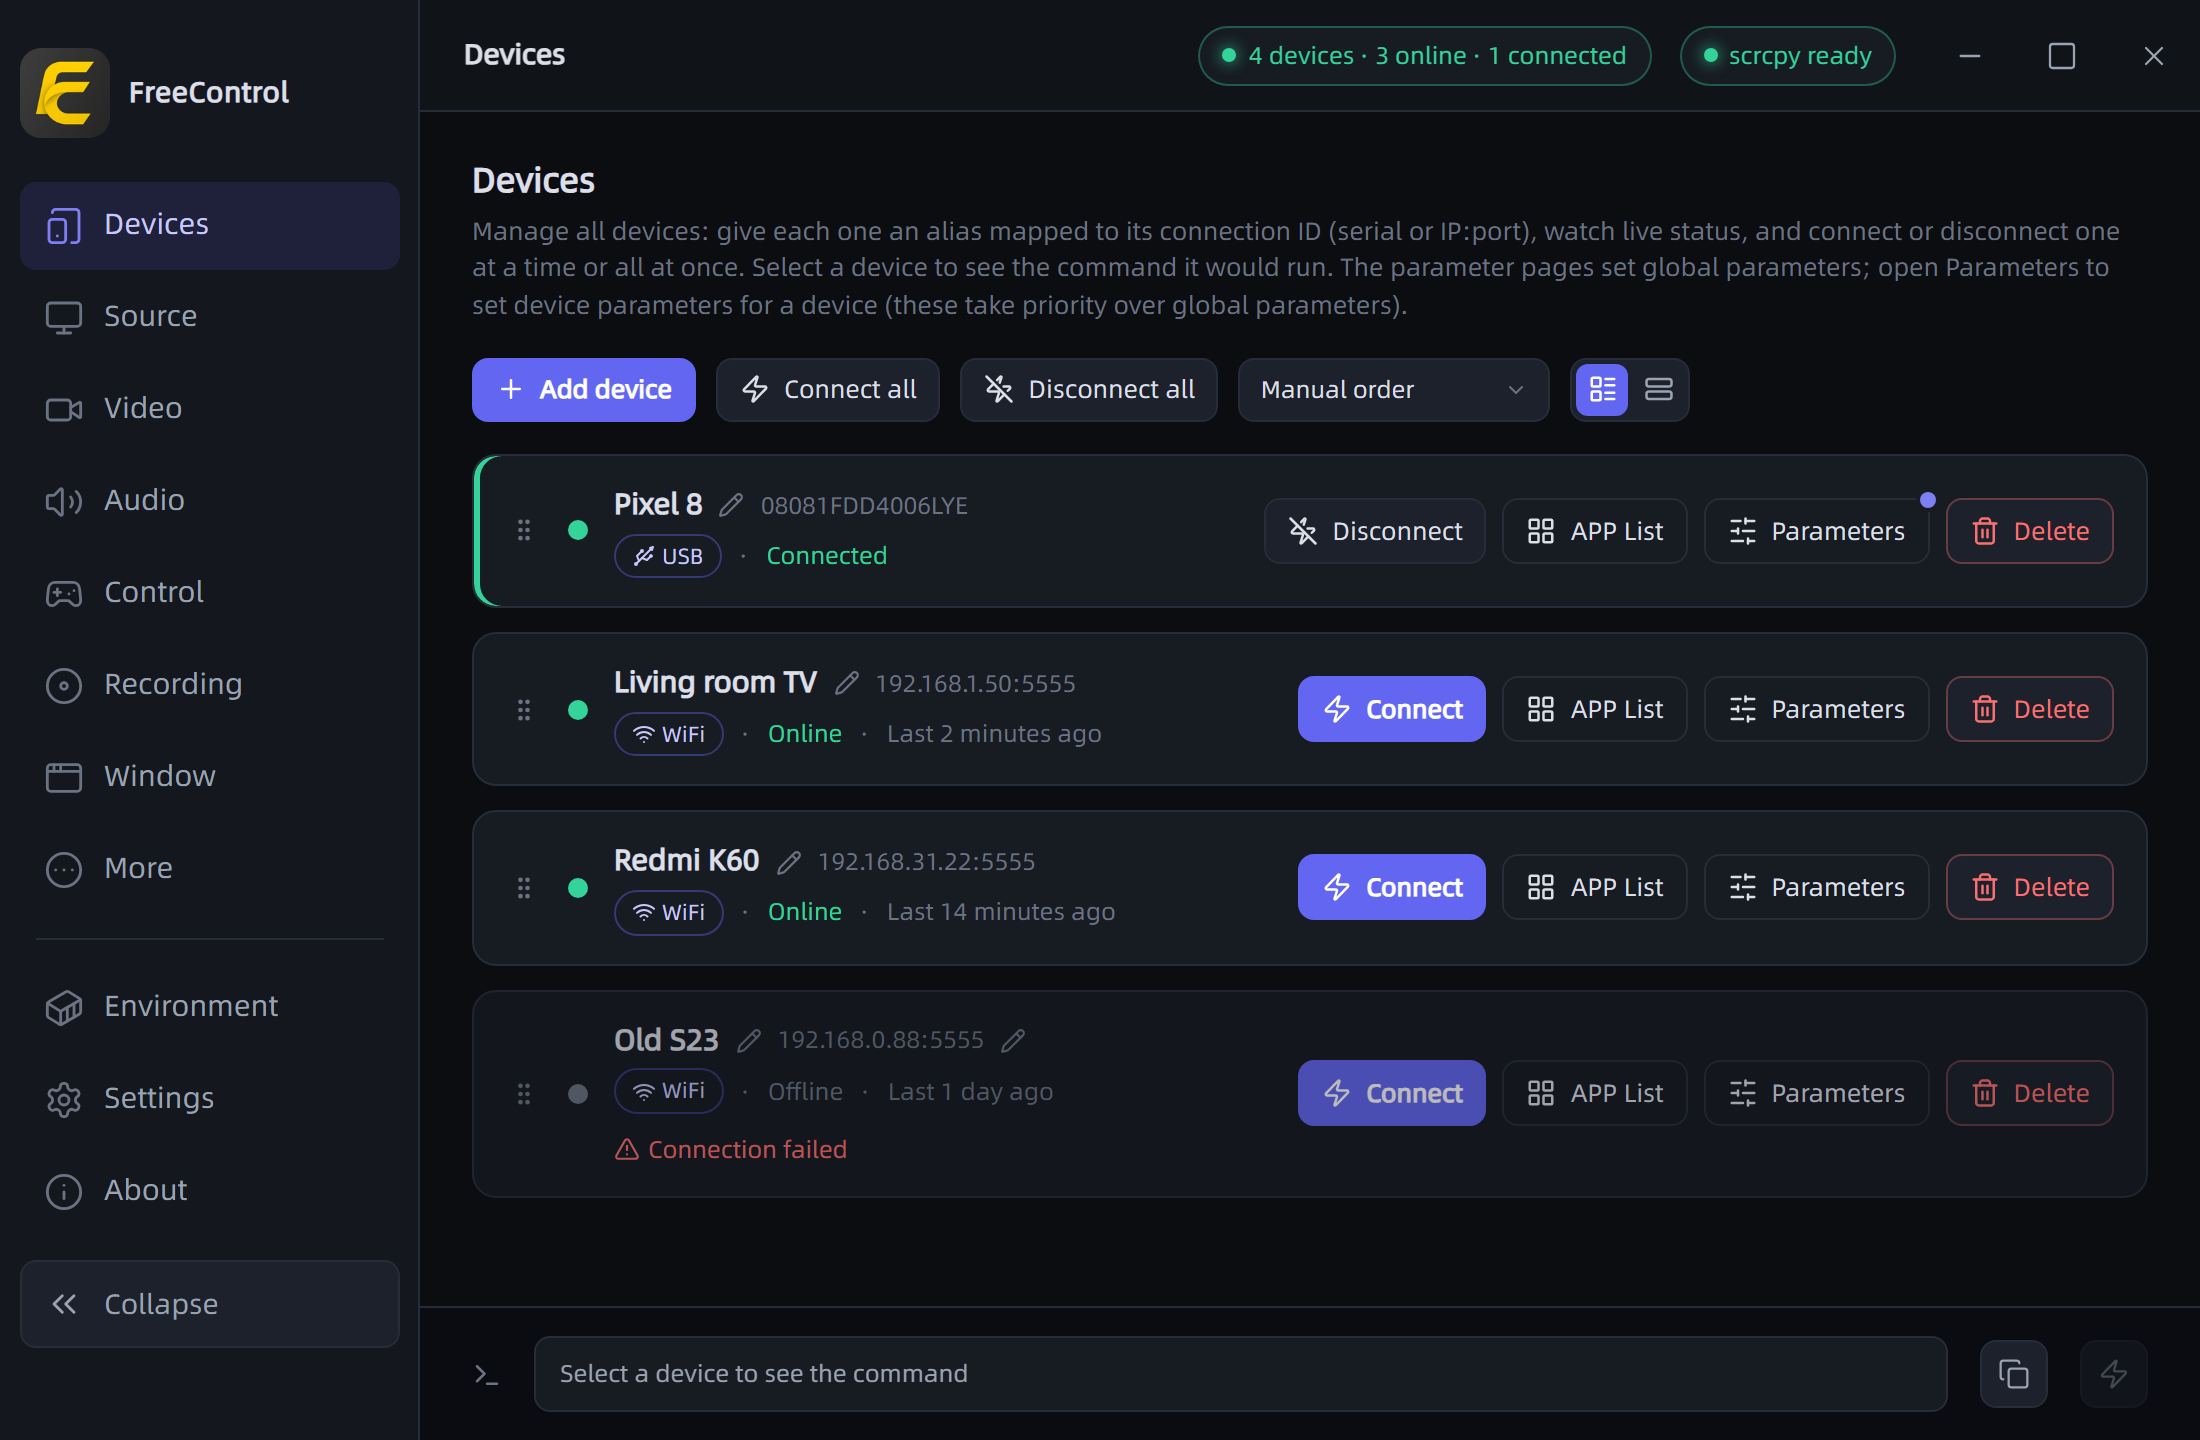 FreeControl
Devices
Source
Video
Audio
Control
Recording
Window
More
Environment
Settings
About
Collapse
Devices
4 devices · 3 online · 1 connected
scrcpy ready
Devices
Manage all devices: give each one an alias mapped to its connection ID (serial or IP:port), watch live status, and connect or disconnect one
at a time or all at once. Select a device to see the command it would run. The parameter pages set global parameters; open Parameters to
set device parameters for a device (these take priority over global parameters).
Add device
Connect all
Disconnect all
Manual order
Pixel 8 08081FDD4006LYE
USB · Connected
Disconnect
APP List
Parameters
Delete
Living room TV 192.168.1.50:5555
WiFi · Online · Last 2 minutes ago
Connect
APP List
Parameters
Delete
Redmi K60 192.168.31.22:5555
WiFi · Online · Last 14 minutes ago
Connect
APP List
Parameters
Delete
Old S23 192.168.0.88:5555
WiFi · Offline · Last 1 day ago
Connection failed
Connect
APP List
Parameters
Delete
Select a device to see the command